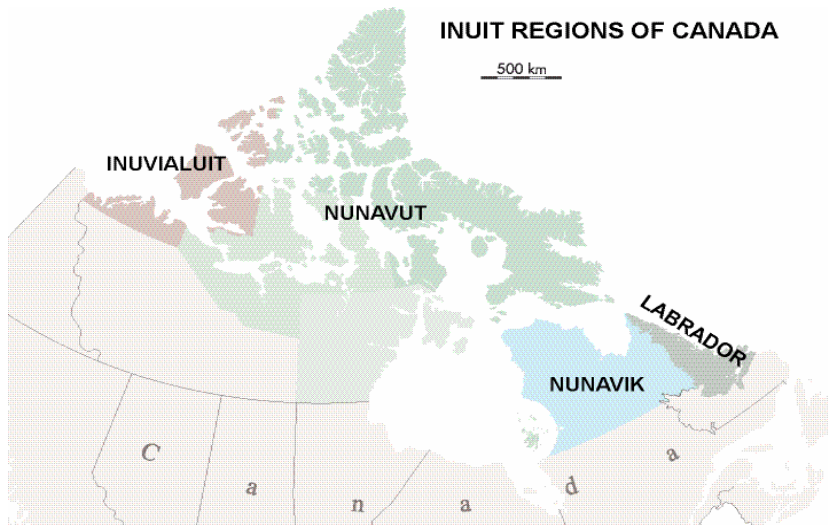 INUIT REGIONS OF CANADA
500 km
INUVIALUIT
NUNAVUT
LABRADOR
NUNAVIK
C a n a d a